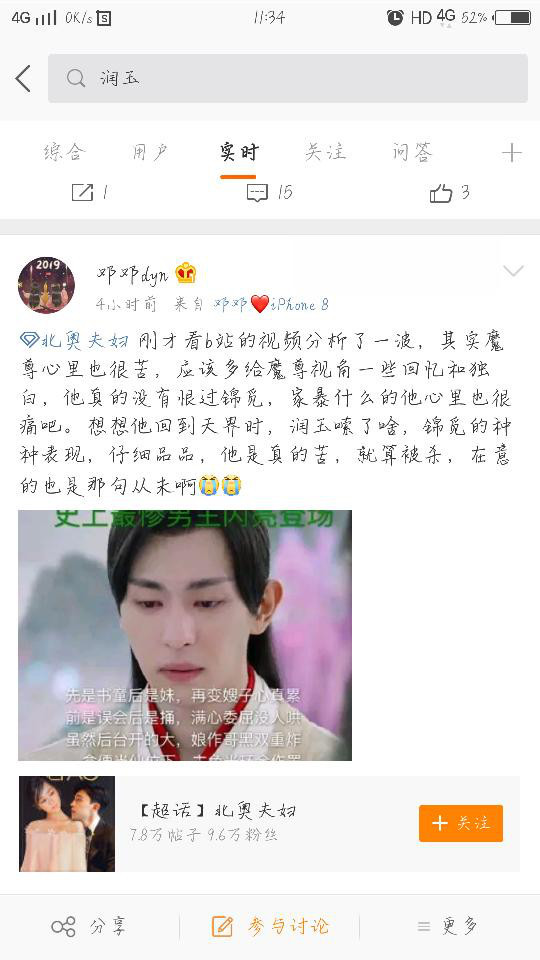 4G 0K/s 11:34 HD 4G 52%
润玉
综合 用户 实时 关注 问答
1 15 3
2019
邓邓dyn
4小时前 来自 邓邓❤️iPhone 8
北奥夫妇 刚才看b站的视频分析了一波，其实魔
尊心里也很苦，应该多给魔尊视角一些回忆和独
白，他真的没有恨过锦觅，家暴什么的他心里也很
痛吧。想想他回到天界时，润玉嗦了啥，锦觅的种
种表现，仔细品品，他是真的苦，就算被杀，在意
的也是那句从未啊😭😭
史上最惨男主闪亮登场
先是书童后是妹，再变嫂子心真累
前是误会后是捅，满心委屈没人哄
虽然后台开的大，娘作哥黑双重炸
【超话】北奥夫妇
7.8万帖子 9.6万粉丝
关注
分享 参与讨论 更多